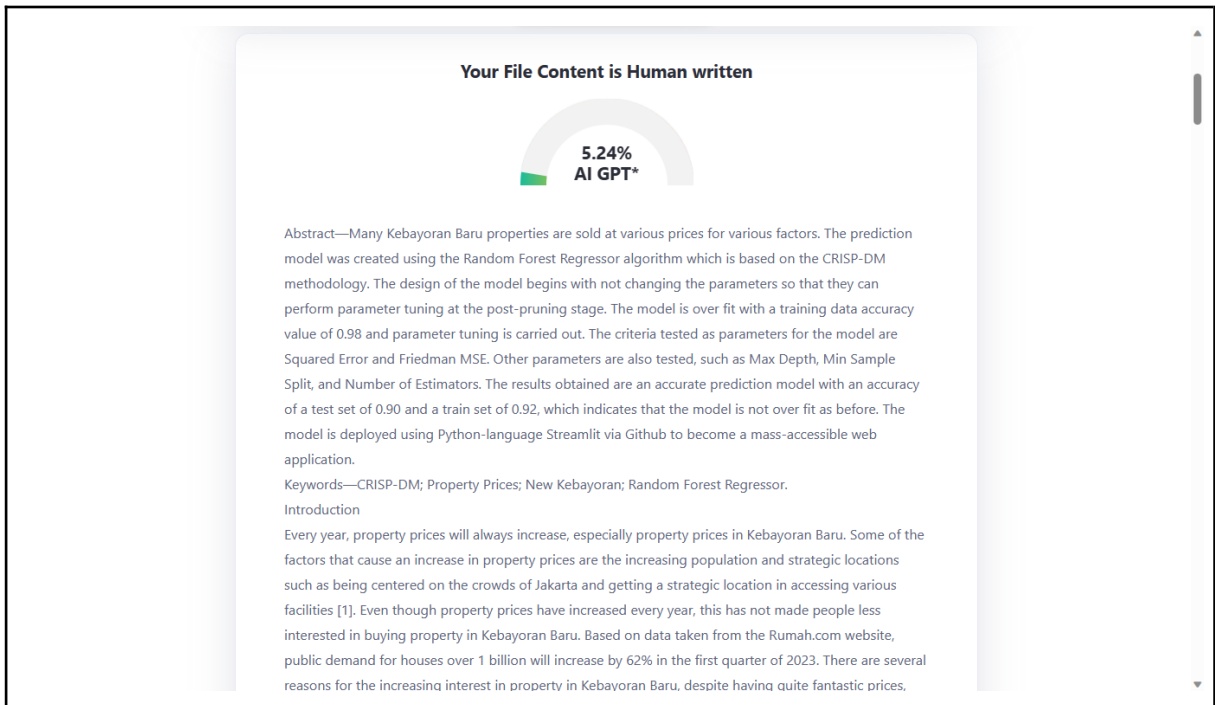 Your File Content is Human written
5.24%
AI GPT*
Abstract—Many Kebayoran Baru properties are sold at various prices for various factors. The prediction
model was created using the Random Forest Regressor algorithm which is based on the CRISP-DM
methodology. The design of the model begins with not changing the parameters so that they can
perform parameter tuning at the post-pruning stage. The model is over fit with a training data accuracy
value of 0.98 and parameter tuning is carried out. The criteria tested as parameters for the model are
Squared Error and Friedman MSE. Other parameters are also tested, such as Max Depth, Min Sample
Split, and Number of Estimators. The results obtained are an accurate prediction model with an accuracy
of a test set of 0.90 and a train set of 0.92, which indicates that the model is not over fit as before. The
model is deployed using Python-language Streamlit via Github to become a mass-accessible web
application.
Keywords—CRISP-DM; Property Prices; New Kebayoran; Random Forest Regressor.
Introduction
Every year, property prices will always increase, especially property prices in Kebayoran Baru. Some of the
factors that cause an increase in property prices are the increasing population and strategic locations
such as being centered on the crowds of Jakarta and getting a strategic location in accessing various
facilities [1]. Even though property prices have increased every year, this has not made people less
interested in buying property in Kebayoran Baru. Based on data taken from the Rumah.com website,
public demand for houses over 1 billion will increase by 62% in the first quarter of 2023. There are several
reasons for the increasing interest in property in Kebayoran Baru, despite having quite fantastic prices,